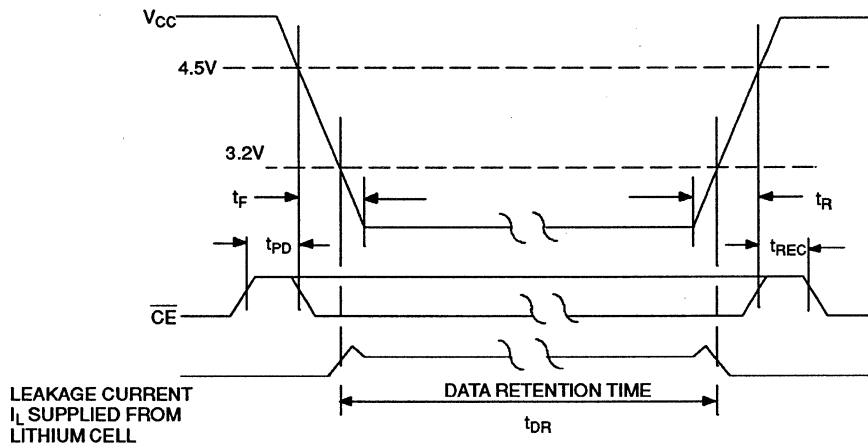 VCC
4.5V
3.2V
tF
tR
tPD
tREC
CE
LEAKAGE CURRENT
IL SUPPLIED FROM
LITHIUM CELL
DATA RETENTION TIME
tDR